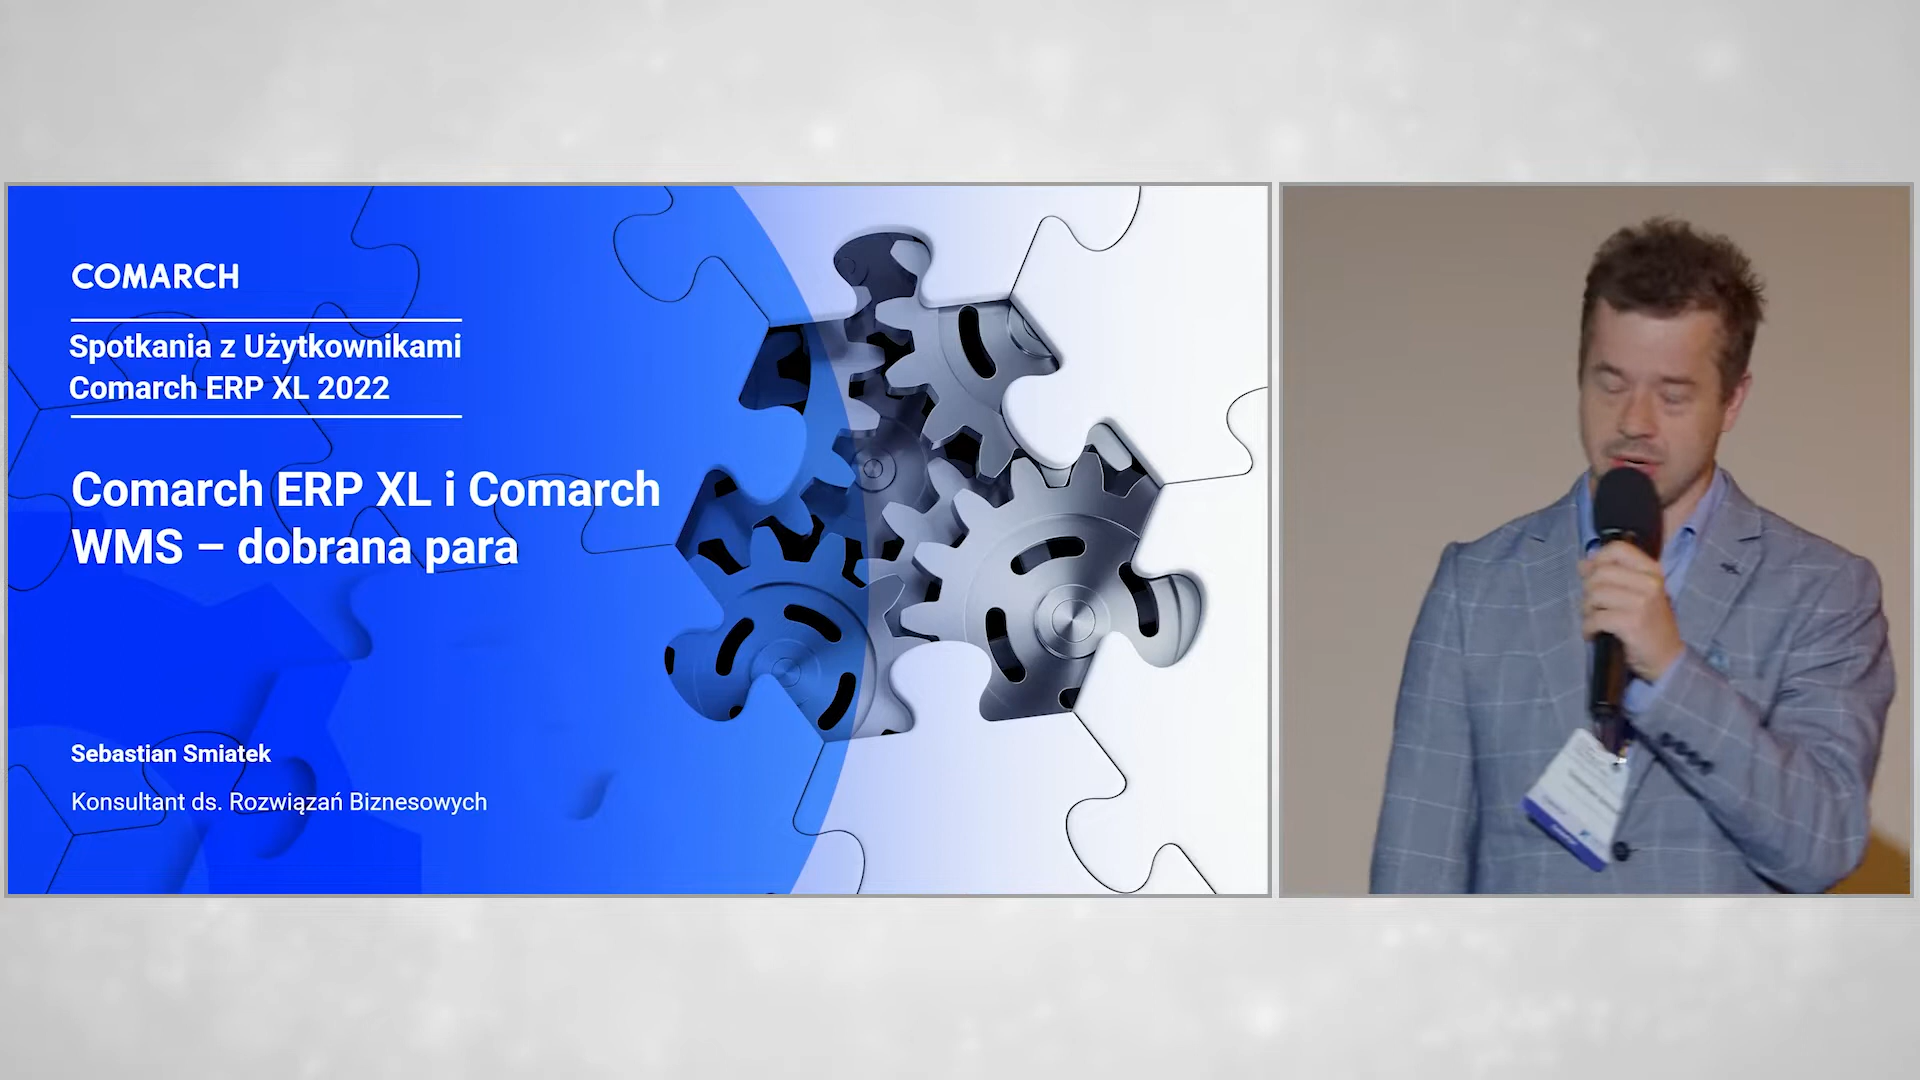 COMARCH
Spotkania z Użytkownikami
Comarch ERP XL 2022
Comarch ERP XL i Comarch
WMS – dobrana para
Sebastian Smiatek
Konsultant ds. Rozwiązań Biznesowych